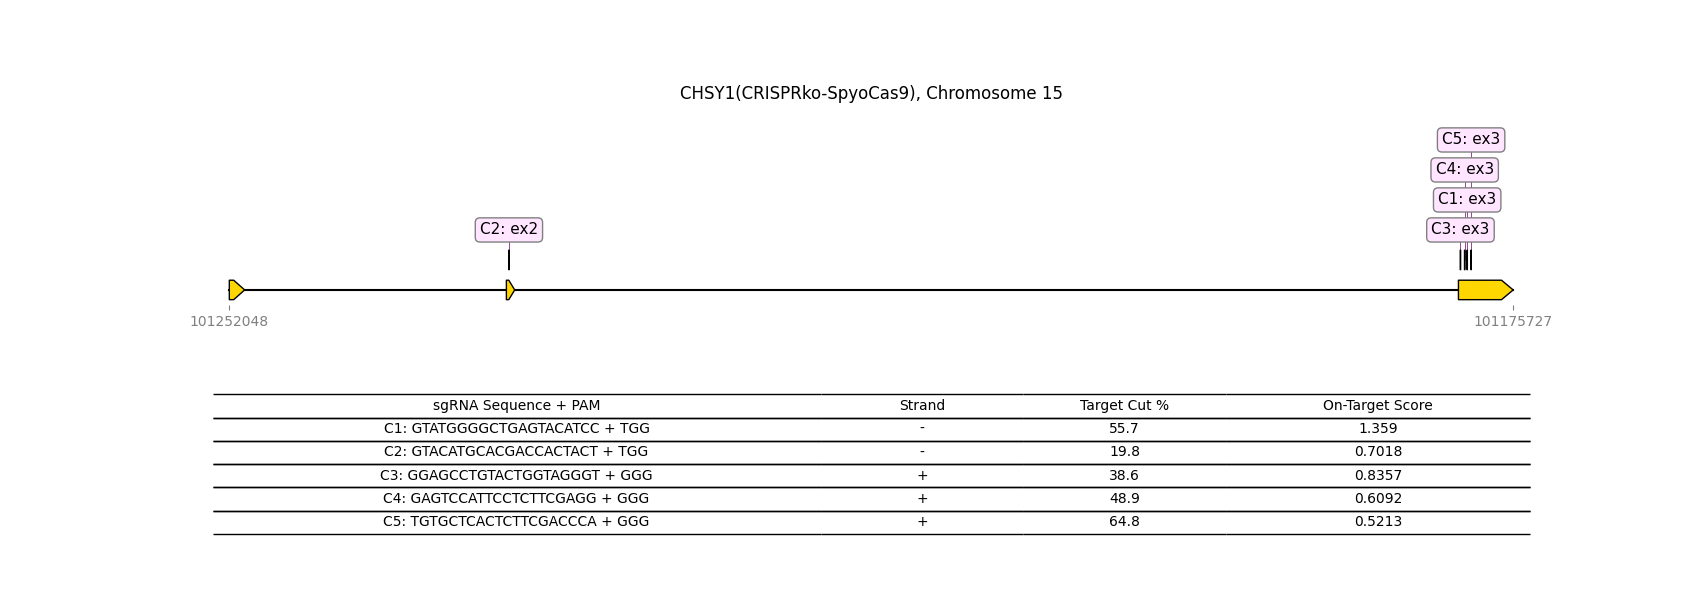 CHSY1(CRISPRko-SpyoCas9), Chromosome 15
C5: ex3
C4: ex3
C1: ex3
C2: ex2 C3: ex3
101252048 101175727
sgRNA Sequence + PAM Strand Target Cut % On-Target Score
C1: GTATGGGGCTGAGTACATCC + TGG - 55.7 1.359
C2: GTACATGCACGACCACTACT + TGG - 19.8 0.7018
C3: GGAGCCTGTACTGGTAGGGT + GGG + 38.6 0.8357
C4: GAGTCCATTCCTCTTCGAGG + GGG + 48.9 0.6092
C5: TGTGCTCACTCTTCGACCCA + GGG + 64.8 0.5213